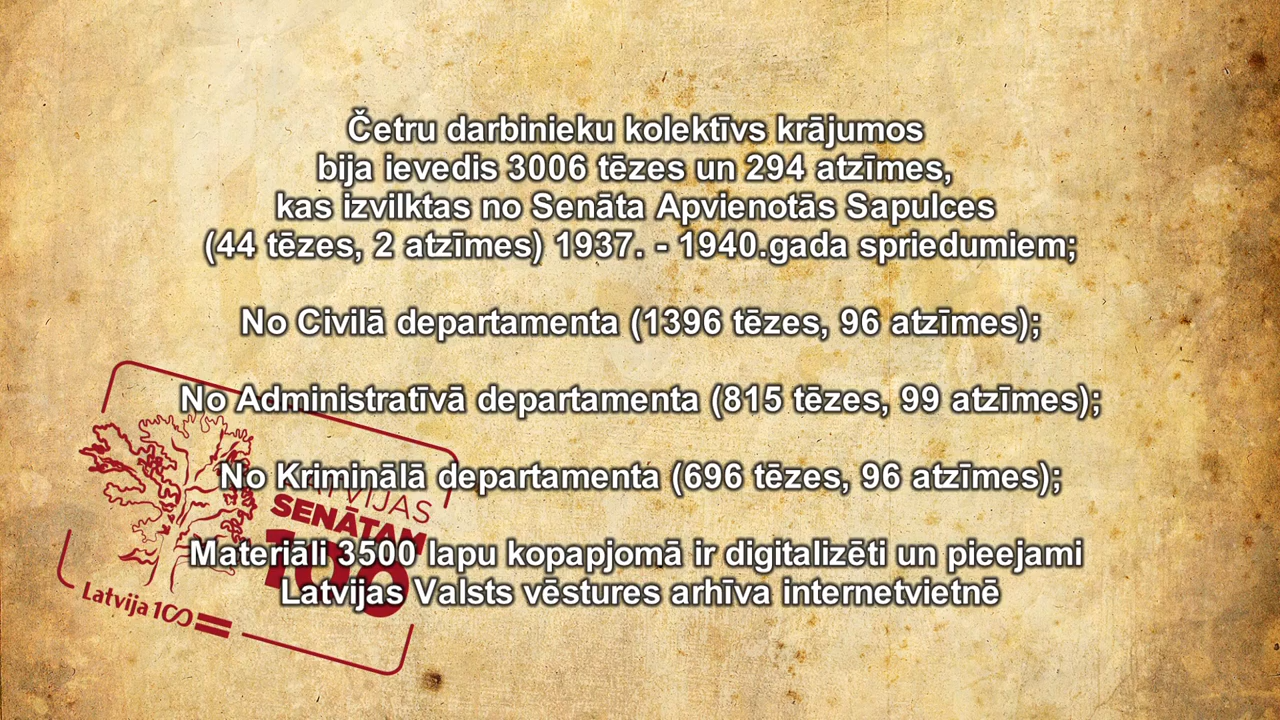 Četru darbinieku kolektīvs krājumos
bija ievedis 3006 tēzes un 294 atzīmes,
kas izvilktas no Senāta Apvienotās Sapulces
(44 tēzes, 2 atzīmes) 1937. - 1940.gada spriedumiem;
No Civilā departamenta (1396 tēzes, 96 atzīmes);
No Administratīvā departamenta (815 tēzes, 99 atzīmes);
No Kriminālā departamenta (696 tēzes, 96 atzīmes);
Materiāli 3500 lapu kopapjomā ir digitalizēti un pieejami
Latvijas Valsts vēstures arhīva internetvietnē
LATVIJAS
SENĀTAM
100
Latvija 100